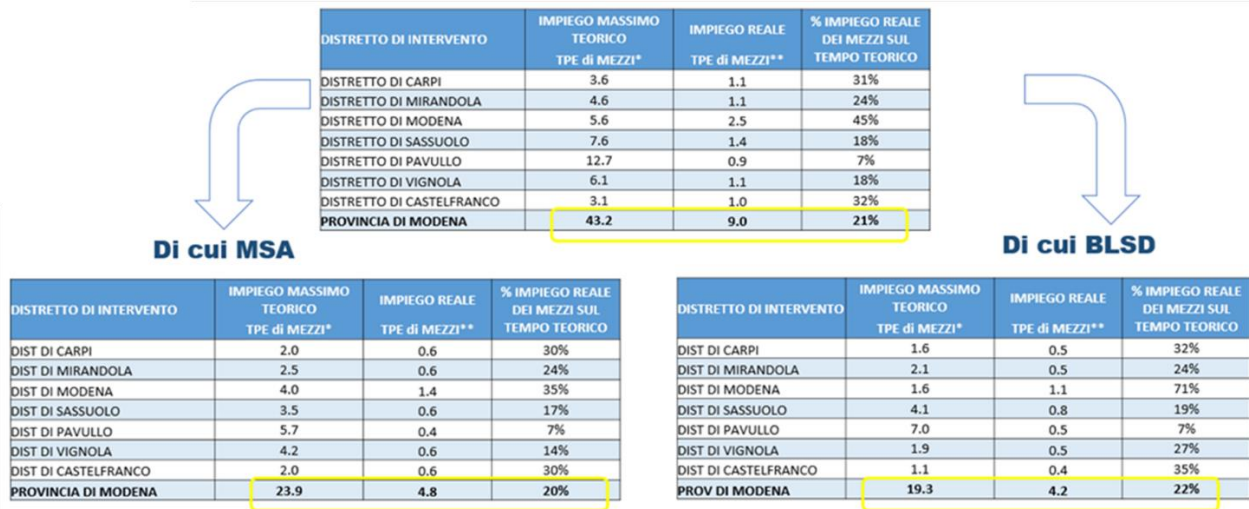 DISTRETTO DI INTERVENTO IMPIEGO MASSIMO TEORICO TPE di MEZZI* IMPIEGO REALE TPE di MEZZI** % IMPIEGO REALE DEI MEZZI SUL TEMPO TEORICO
DISTRETTO DI CARPI 3.6 1.1 31%
DISTRETTO DI MIRANDOLA 4.6 1.1 24%
DISTRETTO DI MODENA 5.6 2.5 45%
DISTRETTO DI SASSUOLO 7.6 1.4 18%
DISTRETTO DI PAVULLO 12.7 0.9 7%
DISTRETTO DI VIGNOLA 6.1 1.1 18%
DISTRETTO DI CASTELFRANCO 3.1 1.0 32%
PROVINCIA DI MODENA 43.2 9.0 21%
Di cui MSA
DISTRETTO DI INTERVENTO IMPIEGO MASSIMO TEORICO TPE di MEZZI* IMPIEGO REALE TPE di MEZZI** % IMPIEGO REALE DEI MEZZI SUL TEMPO TEORICO
DIST DI CARPI 2.0 0.6 30%
DIST DI MIRANDOLA 2.5 0.6 24%
DIST DI MODENA 4.0 1.4 35%
DIST DI SASSUOLO 3.5 0.6 17%
DIST DI PAVULLO 5.7 0.4 7%
DIST DI VIGNOLA 4.2 0.6 14%
DIST DI CASTELFRANCO 2.0 0.6 30%
PROVINCIA DI MODENA 23.9 4.8 20%
Di cui BLSD
DISTRETTO DI INTERVENTO IMPIEGO MASSIMO TEORICO TPE di MEZZI* IMPIEGO REALE TPE di MEZZI** % IMPIEGO REALE DEI MEZZI SUL TEMPO TEORICO
DIST DI CARPI 1.6 0.5 32%
DIST DI MIRANDOLA 2.1 0.5 24%
DIST DI MODENA 1.6 1.1 71%
DIST DI SASSUOLO 4.1 0.8 19%
DIST DI PAVULLO 7.0 0.5 7%
DIST DI VIGNOLA 1.9 0.5 27%
DIST DI CASTELFRANCO 1.1 0.4 35%
PROV DI MODENA 19.3 4.2 22%